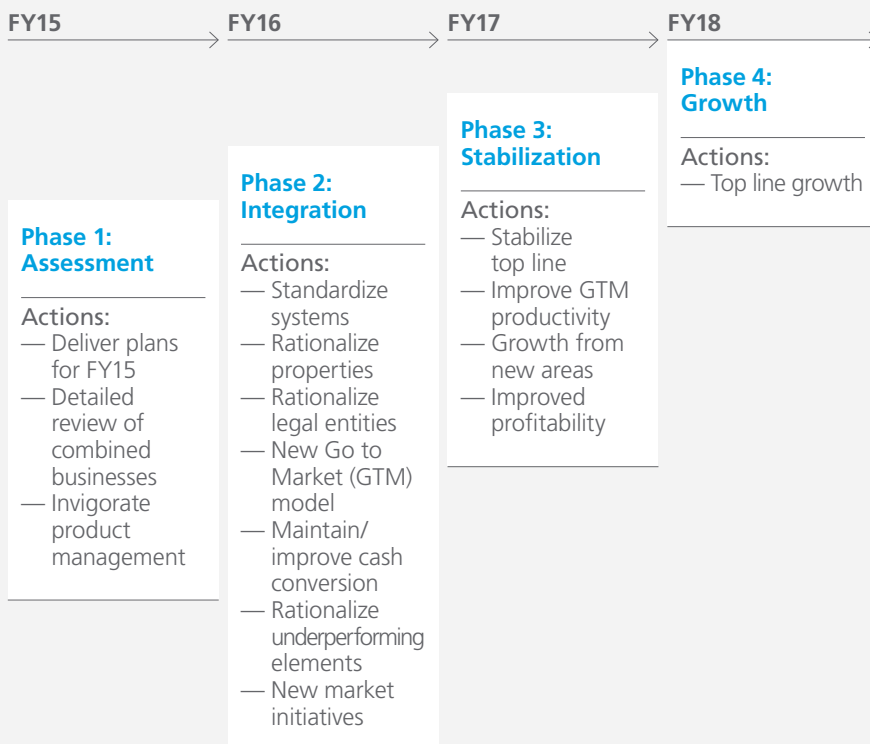 FY15
FY16
FY17
FY18
Phase 1:
Assessment
Actions:
— Deliver plans
for FY15
— Detailed
review of
combined
businesses
— Invigorate
product
management
Phase 2:
Integration
Actions:
— Standardize
systems
— Rationalize
properties
— Rationalize
legal entities
— New Go to
Market (GTM)
model
— Maintain/
improve cash
conversion
— Rationalize
underperforming
elements
— New market
initiatives
Phase 3:
Stabilization
Actions:
— Stabilize
top line
— Improve GTM
productivity
— Growth from
new areas
— Improved
profitability
Phase 4:
Growth
Actions:
— Top line growth